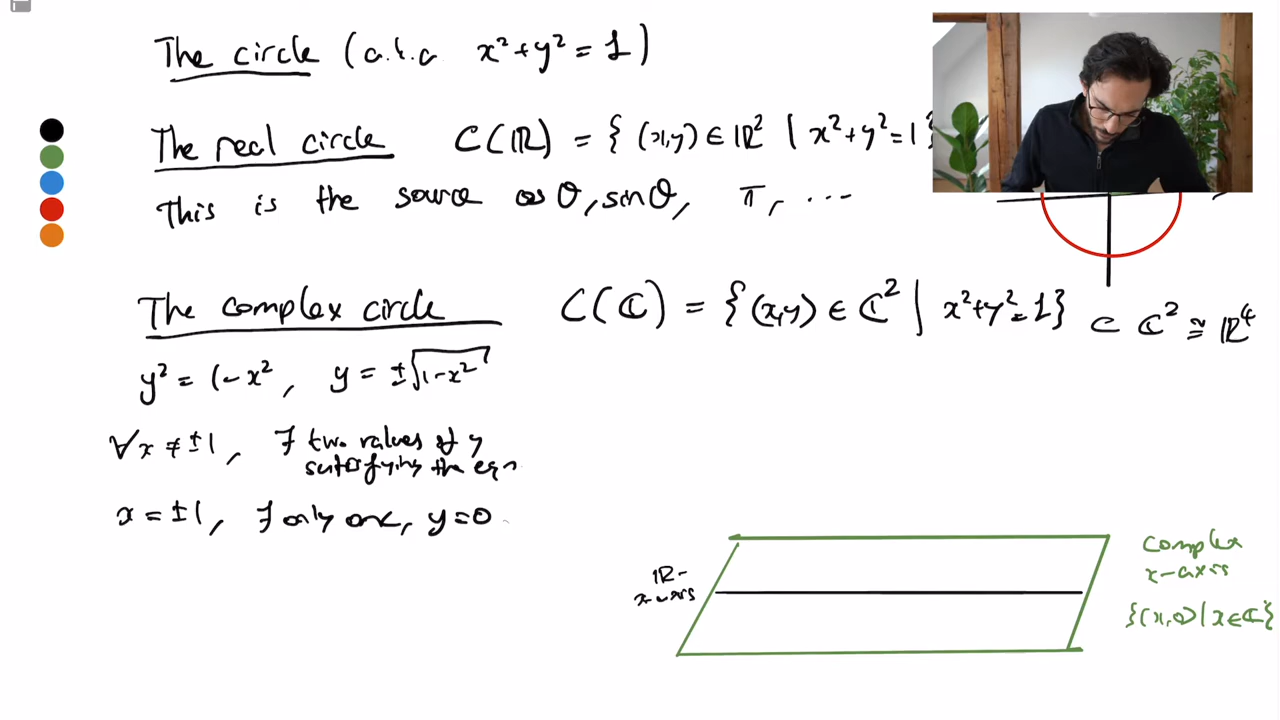 The circle (a.k.a x²+y²=1)
The real circle C(ℝ) = { (x,y) ∈ ℝ² | x²+y²=1 }
This is the source cos θ, sin θ, π, ...
The complex circle C(ℂ) = {(x,y) ∈ ℂ² | x²+y²=1} ⊂ ℂ² ≅ ℝ⁴
y² = 1-x², y = ±√1-x²
∀x ≠ ±1, ∃ two values of y
satisfying the eqn
x = ±1, ∃ only one, y=0
ℝ-
x-axis
Complex
x-axis
{(x,0) | x∈ℂ}